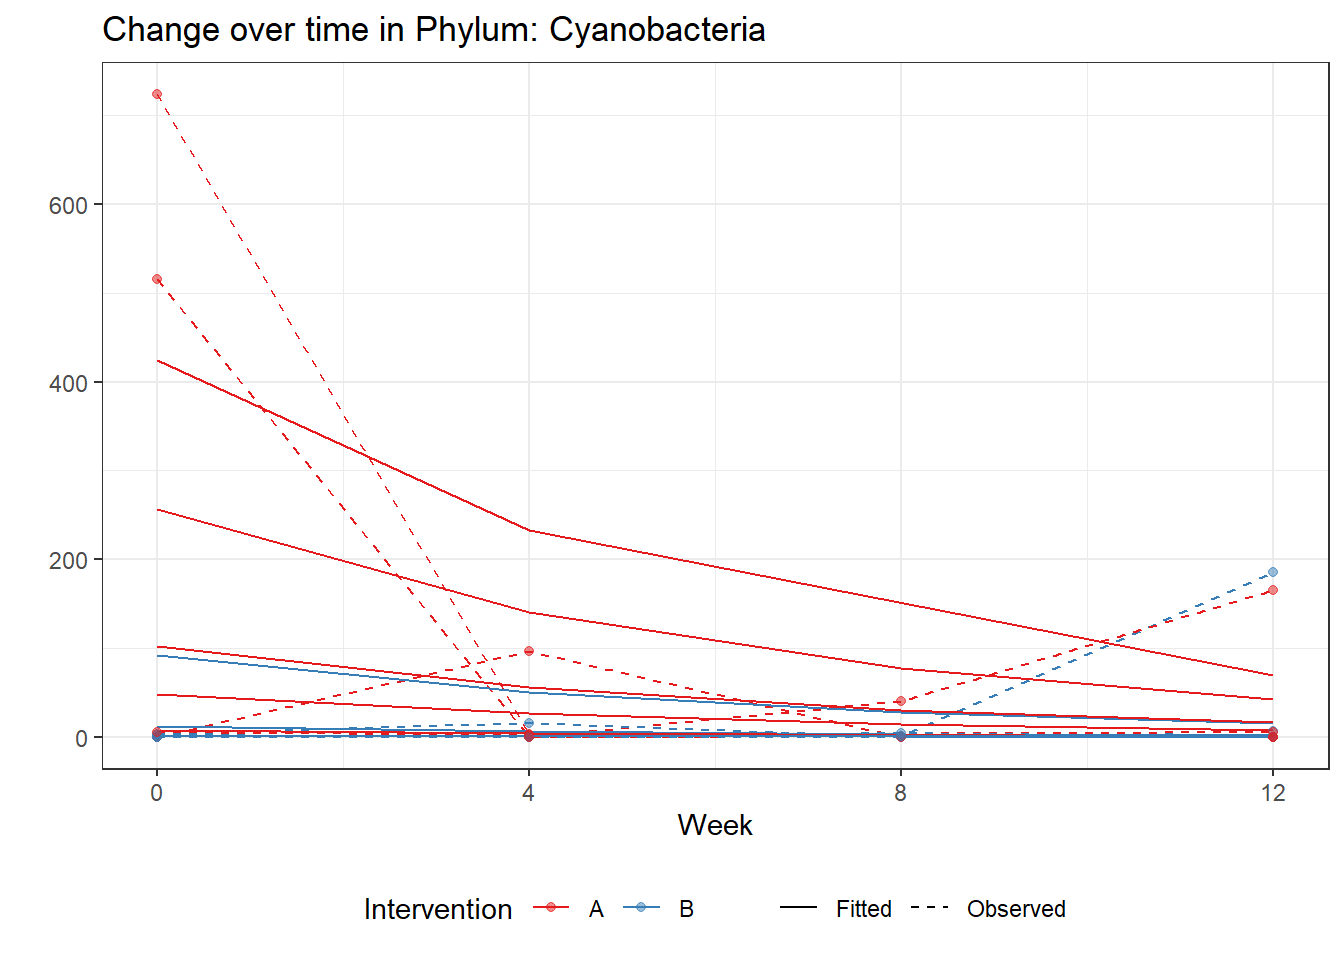 Change over time in Phylum: Cyanobacteria
600
400
200
0
0 4 8 12
Week
Intervention A B Fitted Observed